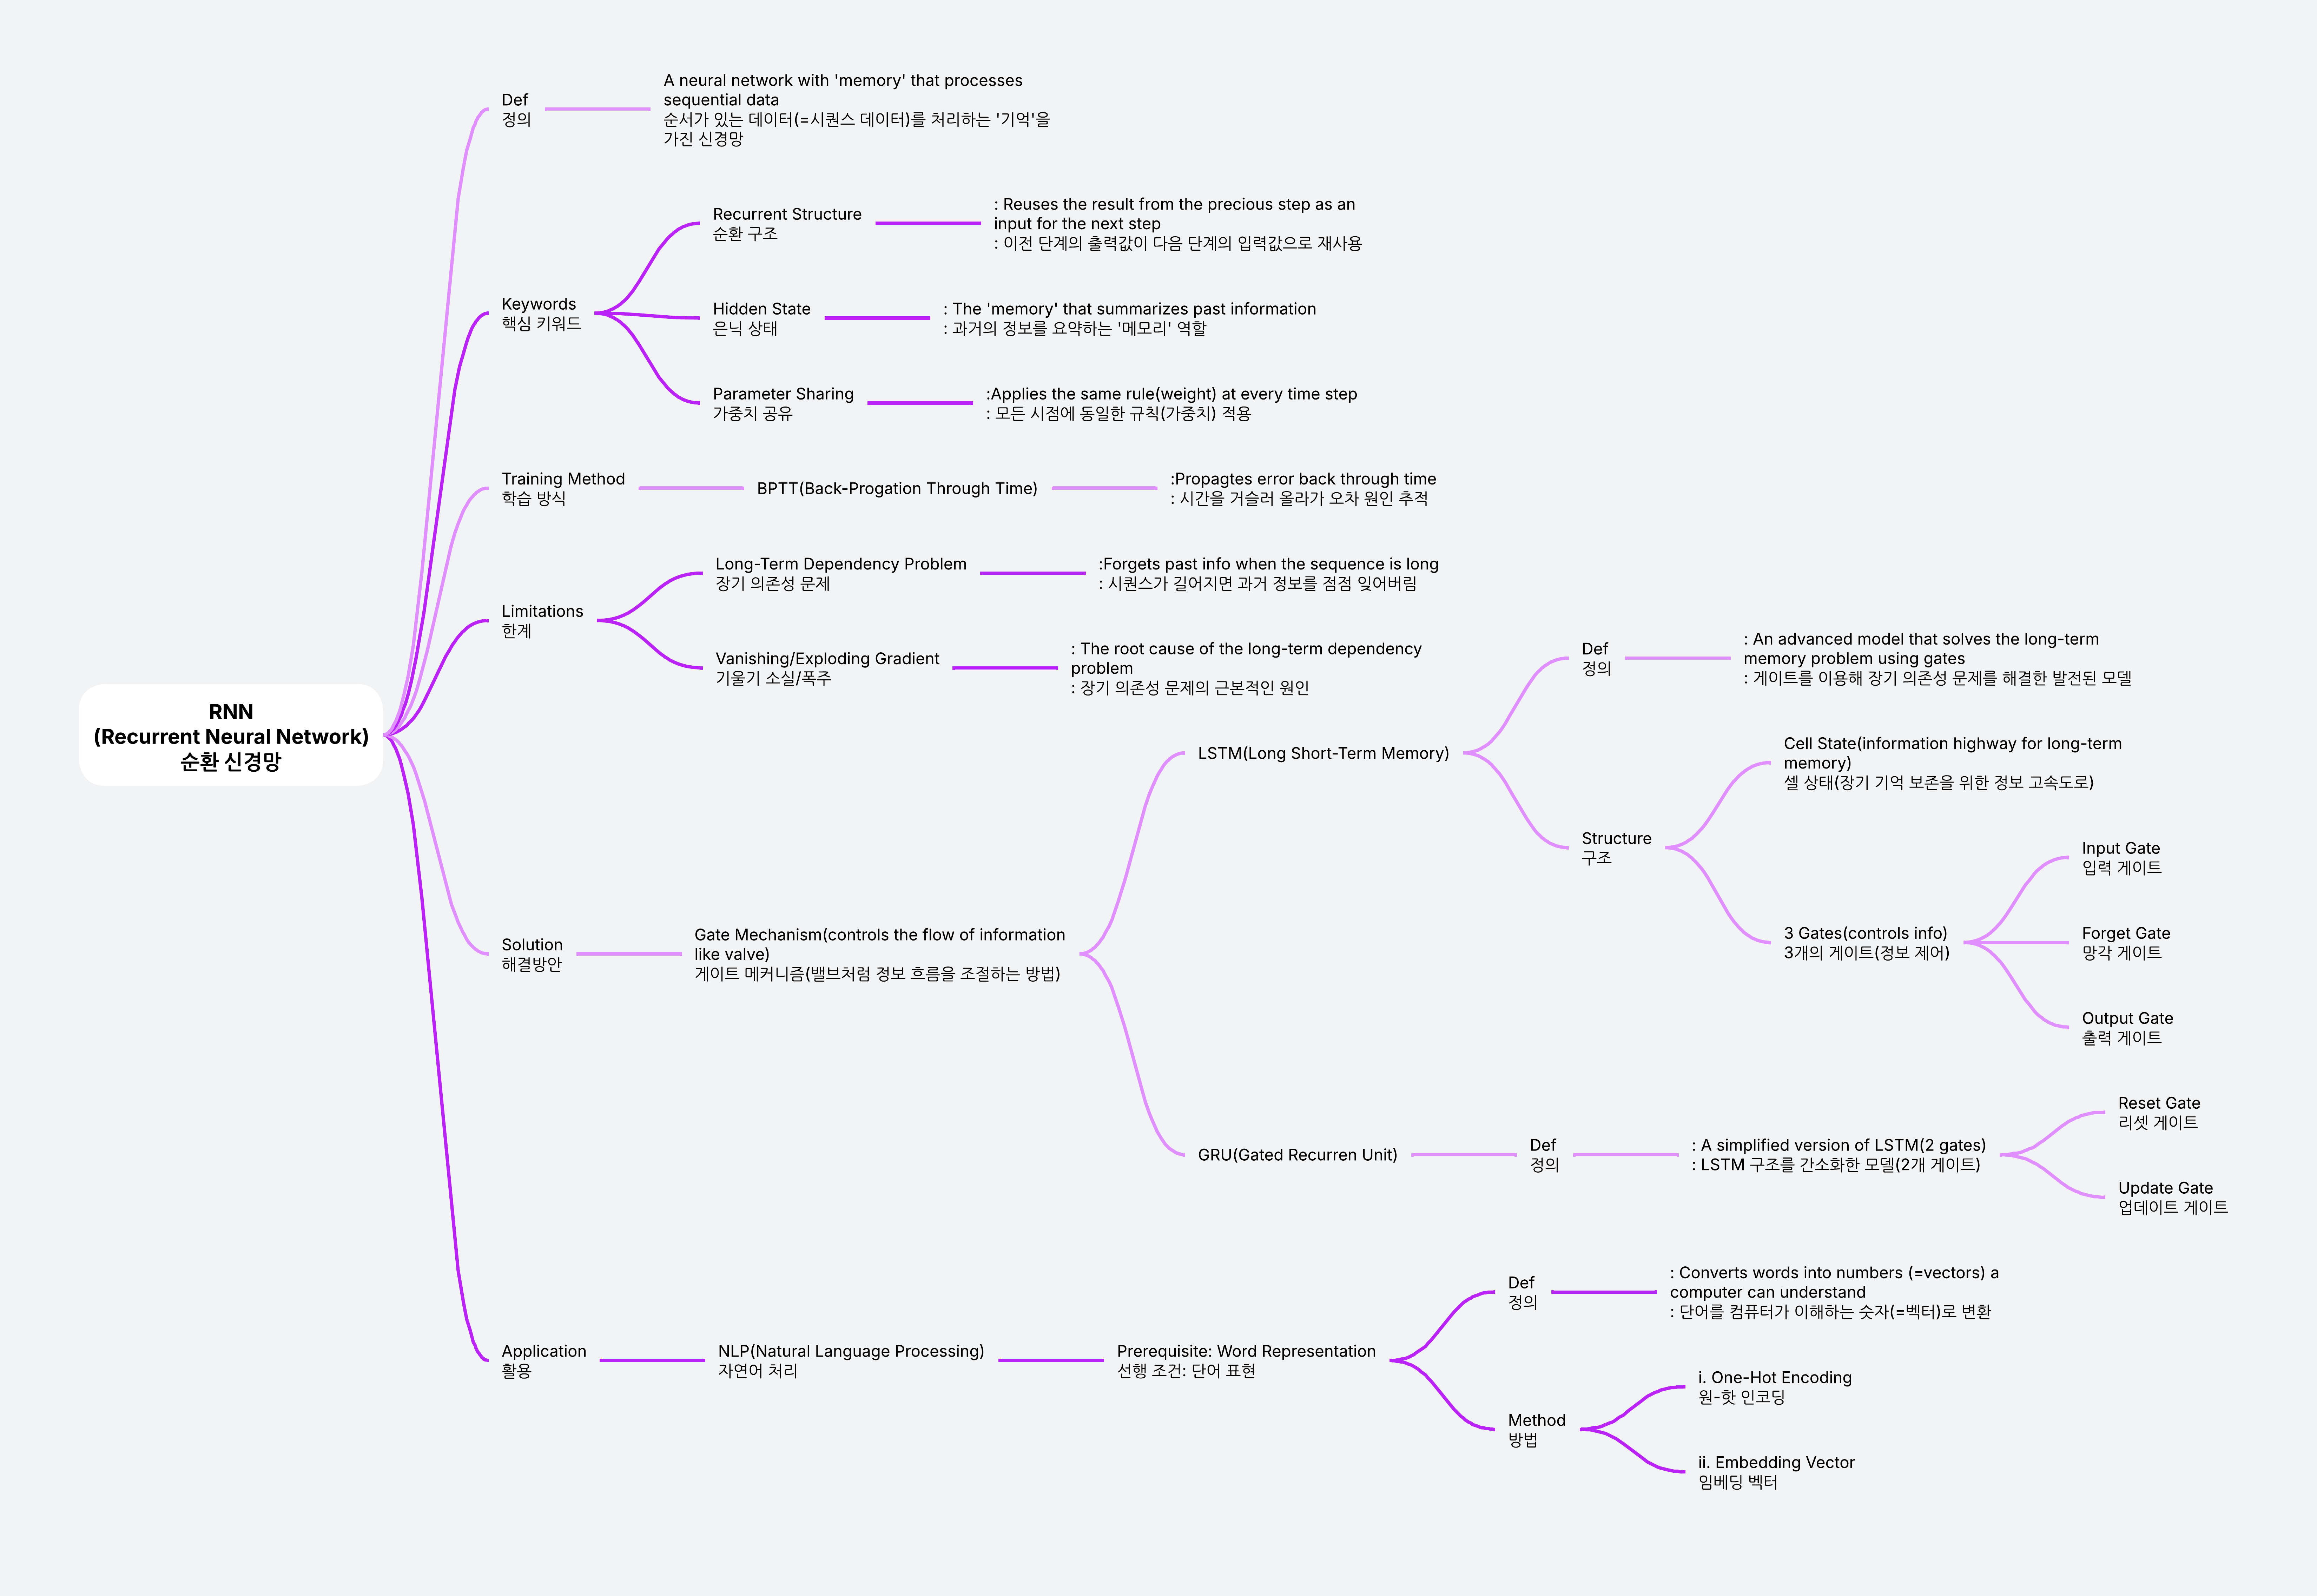 RNN
(Recurrent Neural Network)
순환 신경망
Def
정의
A neural network with 'memory' that processes
sequential data
순서가 있는 데이터(=시퀀스 데이터)를 처리하는 '기억'을
가진 신경망
Keywords
핵심 키워드
Recurrent Structure
순환 구조
: Reuses the result from the precious step as an
input for the next step
: 이전 단계의 출력값이 다음 단계의 입력값으로 재사용
Hidden State
은닉 상태
: The 'memory' that summarizes past information
: 과거의 정보를 요약하는 '메모리' 역할
Parameter Sharing
가중치 공유
:Applies the same rule(weight) at every time step
: 모든 시점에 동일한 규칙(가중치) 적용
Training Method
학습 방식
BPTT(Back-Progation Through Time)
:Propagtes error back through time
: 시간을 거슬러 올라가 오차 원인 추적
Limitations
한계
Long-Term Dependency Problem
장기 의존성 문제
:Forgets past info when the sequence is long
: 시퀀스가 길어지면 과거 정보를 점점 잊어버림
Vanishing/Exploding Gradient
기울기 소실/폭주
: The root cause of the long-term dependency
problem
: 장기 의존성 문제의 근본적인 원인
Solution
해결방안
Gate Mechanism(controls the flow of information
like valve)
게이트 메커니즘(밸브처럼 정보 흐름을 조절하는 방법)
LSTM(Long Short-Term Memory)
Def
정의
: An advanced model that solves the long-term
memory problem using gates
: 게이트를 이용해 장기 의존성 문제를 해결한 발전된 모델
Structure
구조
Cell State(information highway for long-term
memory)
셀 상태(장기 기억 보존을 위한 정보 고속도로)
3 Gates(controls info)
3개의 게이트(정보 제어)
Input Gate
입력 게이트
Forget Gate
망각 게이트
Output Gate
출력 게이트
GRU(Gated Recurren Unit)
Def
정의
: A simplified version of LSTM(2 gates)
: LSTM 구조를 간소화한 모델(2개 게이트)
Reset Gate
리셋 게이트
Update Gate
업데이트 게이트
Application
활용
NLP(Natural Language Processing)
자연어 처리
Prerequisite: Word Representation
선행 조건: 단어 표현
Def
정의
: Converts words into numbers (=vectors) a
computer can understand
: 단어를 컴퓨터가 이해하는 숫자(=벡터)로 변환
Method
방법
i. One-Hot Encoding
원-핫 인코딩
ii. Embedding Vector
임베딩 벡터